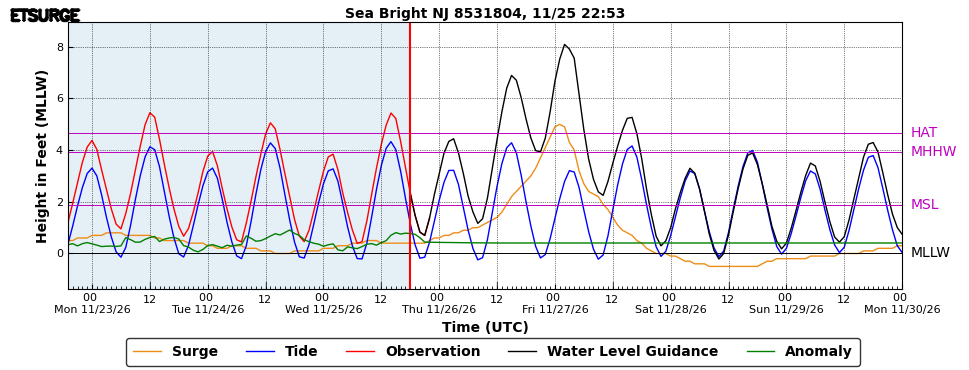 ETSURGE
Sea Bright NJ 8531804, 11/25 22:53
Height in Feet (MLLW)
8
6
4
2
0
HAT
MHHW
MSL
MLLW
00 12 00 12 00 12 00 12 00 12 00 12 00 12 00
Mon 11/23/26 Tue 11/24/26 Wed 11/25/26 Thu 11/26/26 Fri 11/27/26 Sat 11/28/26 Sun 11/29/26 Mon 11/30/26
Time (UTC)
Surge Tide Observation Water Level Guidance Anomaly